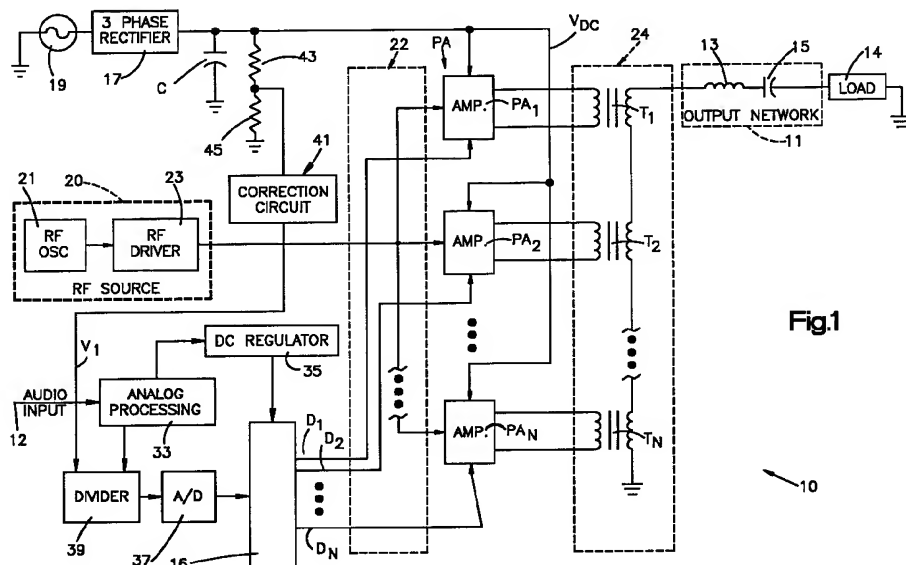 3 PHASE
RECTIFIER
19
17
C
43
45
22
PA
VDC
24
AMP.
PA1
T1
13
15
14
LOAD
OUTPUT NETWORK
11
41
CORRECTION
CIRCUIT
21
20
23
RF
OSC
RF
DRIVER
RF SOURCE
AMP.
PA2
T2
Fig.1
V1
DC REGULATOR
35
AUDIO
INPUT
12
ANALOG
PROCESSING
33
D1
D2
AMP.
PAN
TN
10
DIVIDER
39
A/D
37
16
DN